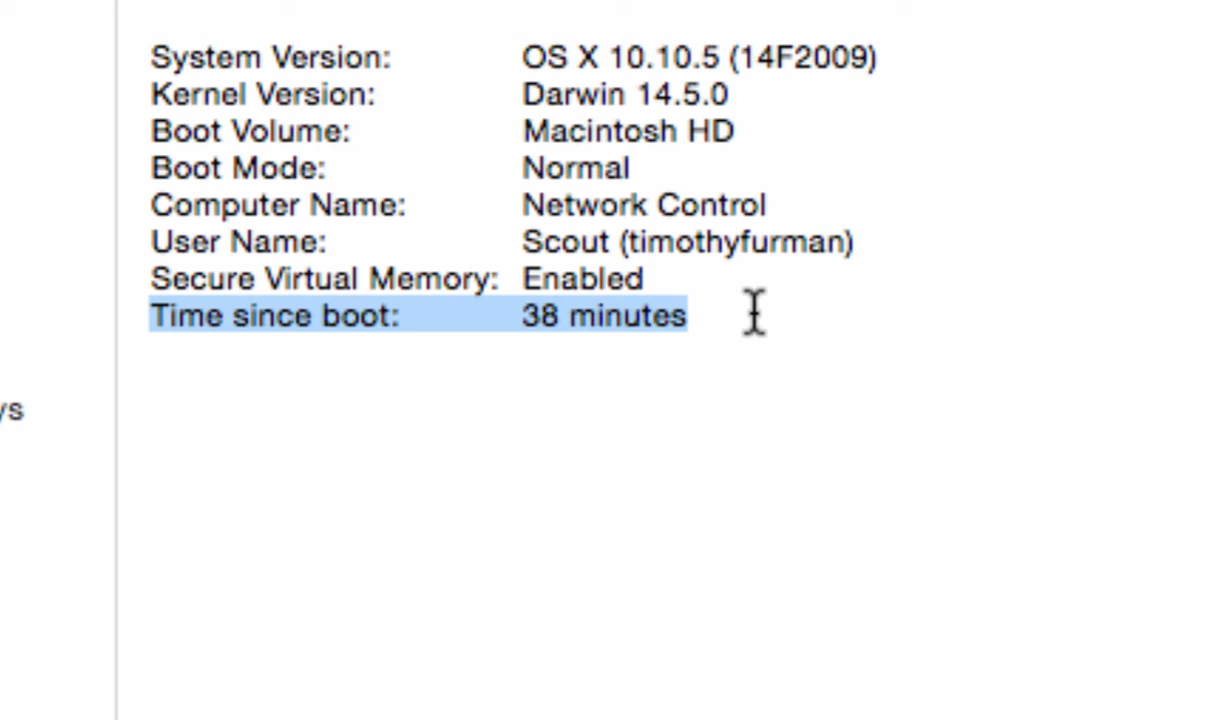 System Version: OS X 10.10.5 (14F2009)
Kernel Version: Darwin 14.5.0
Boot Volume: Macintosh HD
Boot Mode: Normal
Computer Name: Network Control
User Name: Scout (timothyfurman)
Secure Virtual Memory: Enabled
Time since boot: 38 minutes
ys